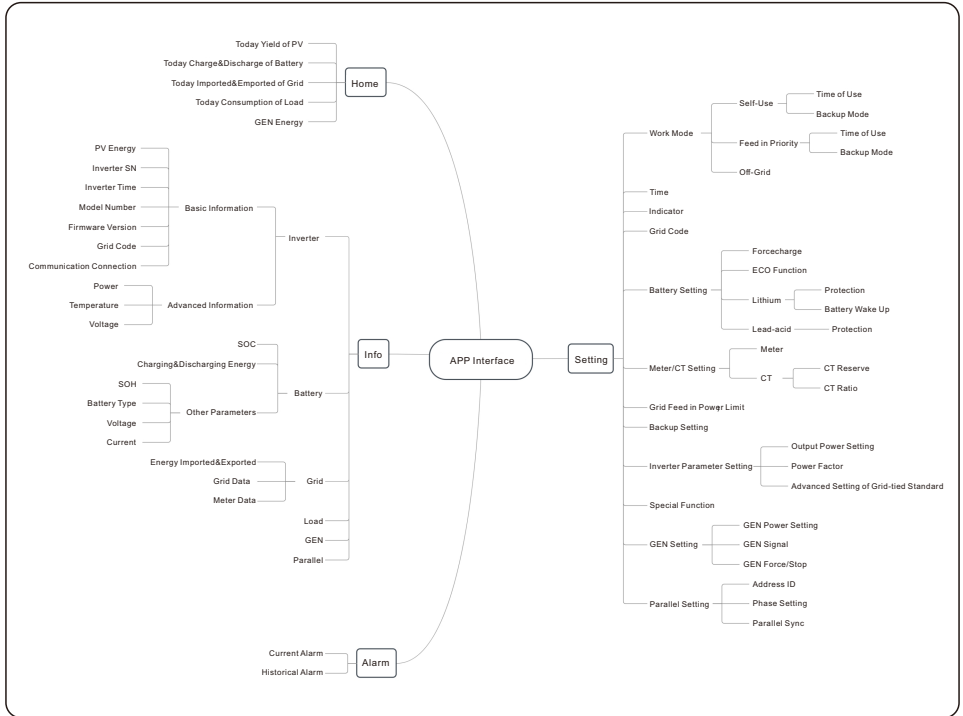 Today Yield of PV
Today Charge&Discharge of Battery
Today Imported&Emported of Grid
Today Consumption of Load
GEN Energy
Home
PV Energy
Inverter SN
Inverter Time
Model Number
Firmware Version
Grid Code
Communication Connection
Basic Information
Power
Temperature
Voltage
Advanced Information
Inverter
SOC
Charging&Discharging Energy
SOH
Battery Type
Voltage
Current
Other Parameters
Battery
Energy Imported&Exported
Grid Data
Meter Data
Grid
Load
GEN
Parallel
Info
Current Alarm
Historical Alarm
Alarm
APP Interface
Setting
Work Mode
Self-Use
Time of Use
Backup Mode
Feed in Priority
Time of Use
Backup Mode
Off-Grid
Time
Indicator
Grid Code
Battery Setting
Forcecharge
ECO Function
Lithium
Protection
Battery Wake Up
Lead-acid
Protection
Meter/CT Setting
Meter
CT
CT Reserve
CT Ratio
Grid Feed in Power Limit
Backup Setting
Inverter Parameter Setting
Output Power Setting
Power Factor
Advanced Setting of Grid-tied Standard
Special Function
GEN Setting
GEN Power Setting
GEN Signal
GEN Force/Stop
Parallel Setting
Address ID
Phase Setting
Parallel Sync